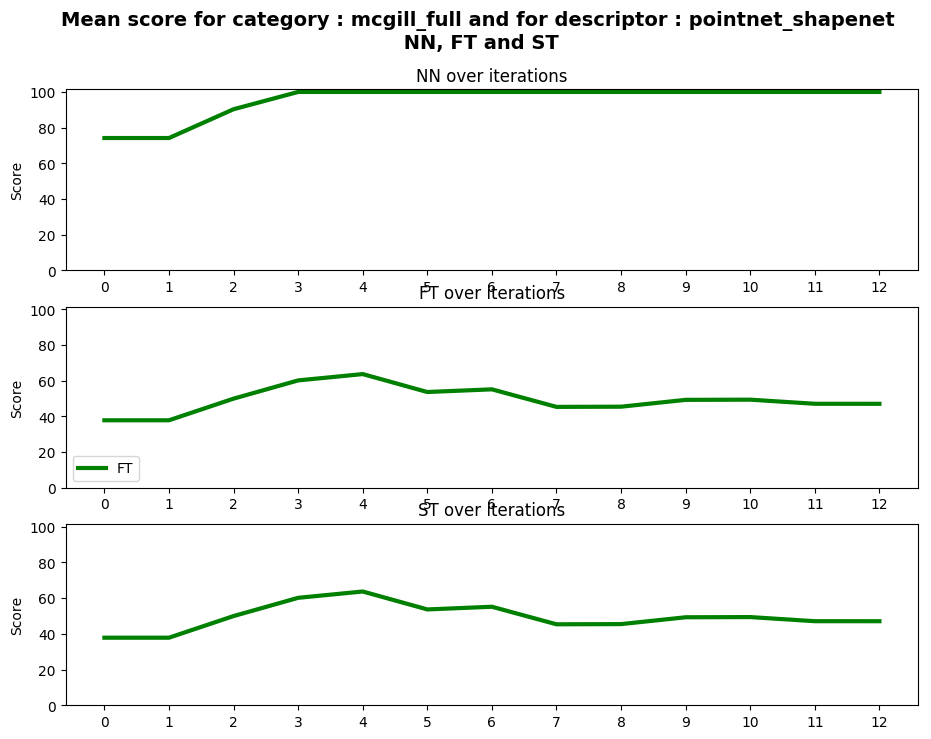 Mean score for category : mcgill_full and for descriptor : pointnet_shapenet
NN, FT and ST
NN over iterations
Score
100
80
60
40
20
0
0 1 2 3 4 5 6 7 8 9 10 11 12
FT over iterations
Score
100
80
60
40
20
0
FT
0 1 2 3 4 5 6 7 8 9 10 11 12
ST over iterations
Score
100
80
60
40
20
0
0 1 2 3 4 5 6 7 8 9 10 11 12